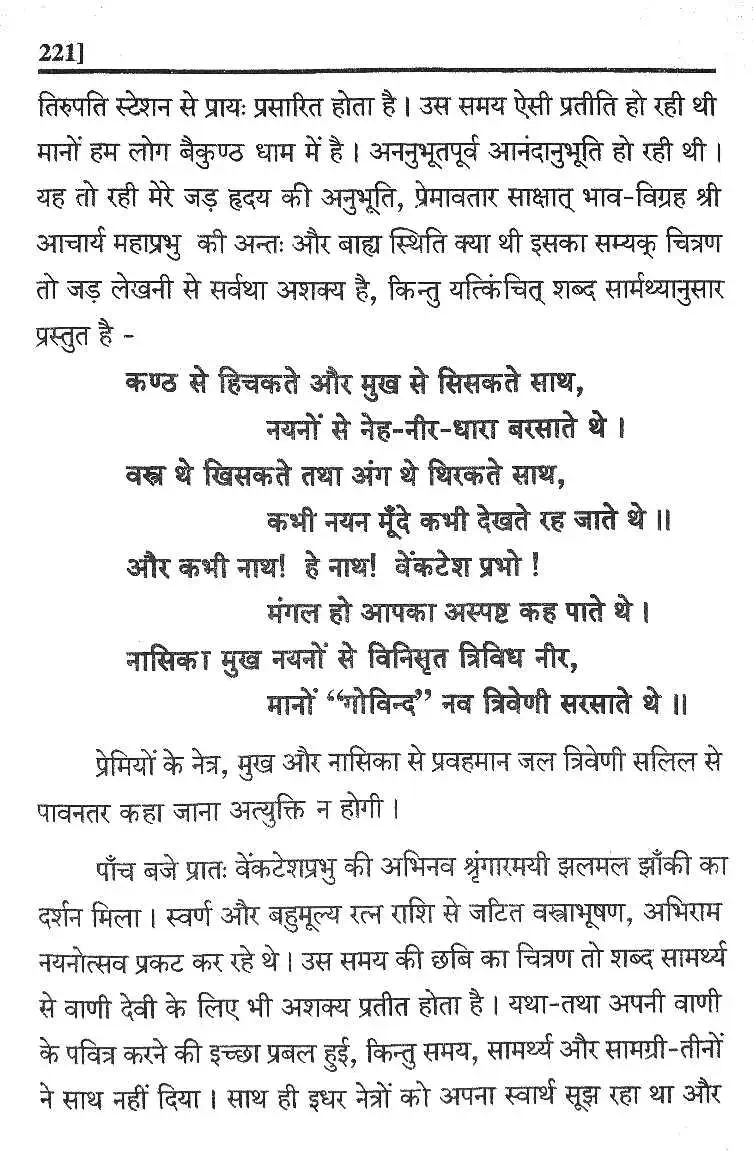 221]
तिरुपति स्टेशन से प्रायः प्रसारित होता है । उस समय ऐसी प्रतीति हो रही थी
मानों हम लोग बैकुण्ठ धाम में है । अननुभूतपूर्व आनंदानुभूति हो रही थी ।
यह तो रही मेरे जड़ हृदय की अनुभूति, प्रेमावतार साक्षात् भाव-विग्रह श्री
आचार्य महाप्रभु की अन्तः और बाह्य स्थिति क्या थी इसका सम्यक् चित्रण
तो जड़ लेखनी से सर्वथा अशक्य है, किन्तु यत्किंचित् शब्द सार्मथ्यानुसार
प्रस्तुत है -
कण्ठ से हिचकते और मुख से सिसकते साथ,
नयनों से नेह-नीर-धारा बरसाते थे ।
वस्त्र थे खिसकते तथा अंग थे थिरकते साथ,
कभी नयन मूँदे कभी देखते रह जाते थे ॥
और कभी नाथ! हे नाथ! वेंकटेश प्रभो !
मंगल हो आपका अस्पष्ट कह पाते थे ।
नासिका मुख नयनों से विनिसृत त्रिविध नीर,
मानों “गोविन्द” नव त्रिवेणी सरसाते थे ॥
प्रेमियों के नेत्र, मुख और नासिका से प्रवहमान जल त्रिवेणी सलिल से
पावनतर कहा जाना अत्युक्ति न होगी ।
पाँच बजे प्रातः वेंकटेशप्रभु की अभिनव श्रृंगारमयी झलमल झाँकी का
दर्शन मिला । स्वर्ण और बहुमूल्य रत्न राशि से जटित वस्त्राभूषण, अभिराम
नयनोत्सव प्रकट कर रहे थे । उस समय की छबि का चित्रण तो शब्द सामर्थ्य
से वाणी देवी के लिए भी अशक्य प्रतीत होता है । यथा-तथा अपनी वाणी
के पवित्र करने की इच्छा प्रबल हुई, किन्तु समय, सामर्थ्य और सामग्री-तीनों
ने साथ नहीं दिया । साथ ही इधर नेत्रों को अपना स्वार्थ सूझ रहा था और